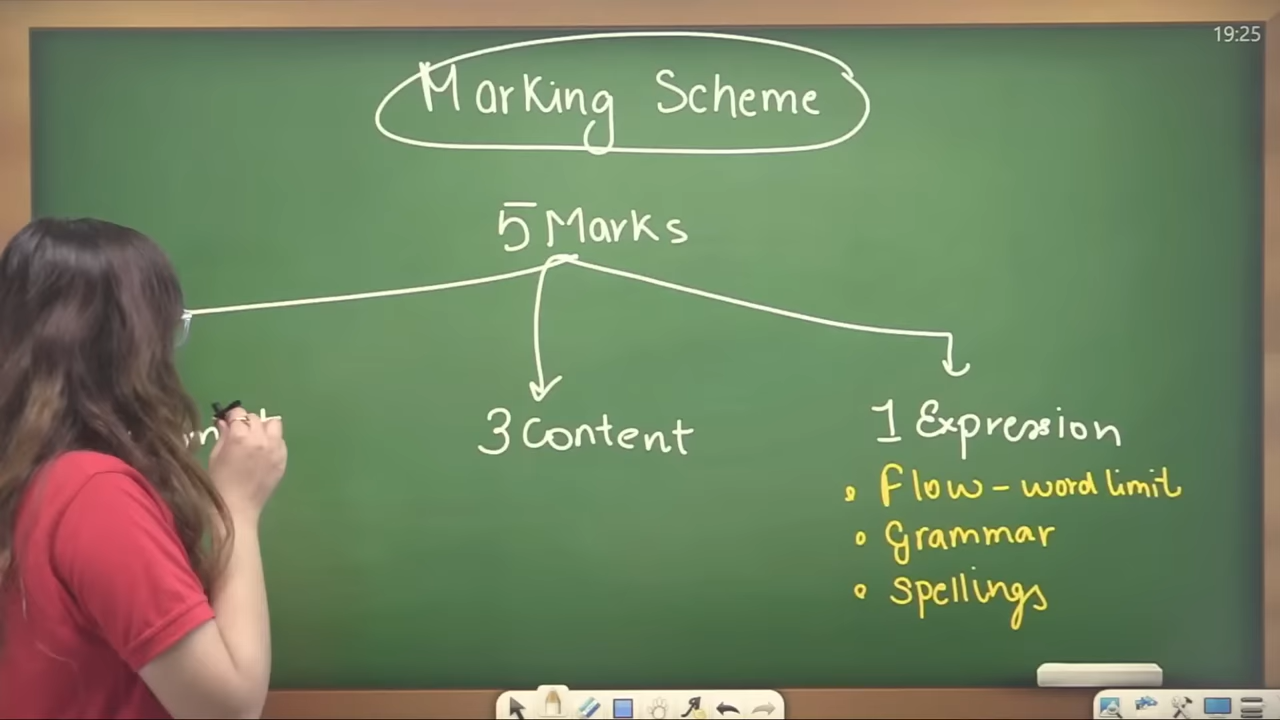 19:25
Marking Scheme
5 Marks
3 Content
1 Expression
• Flow - word limit
• Grammar
• Spellings